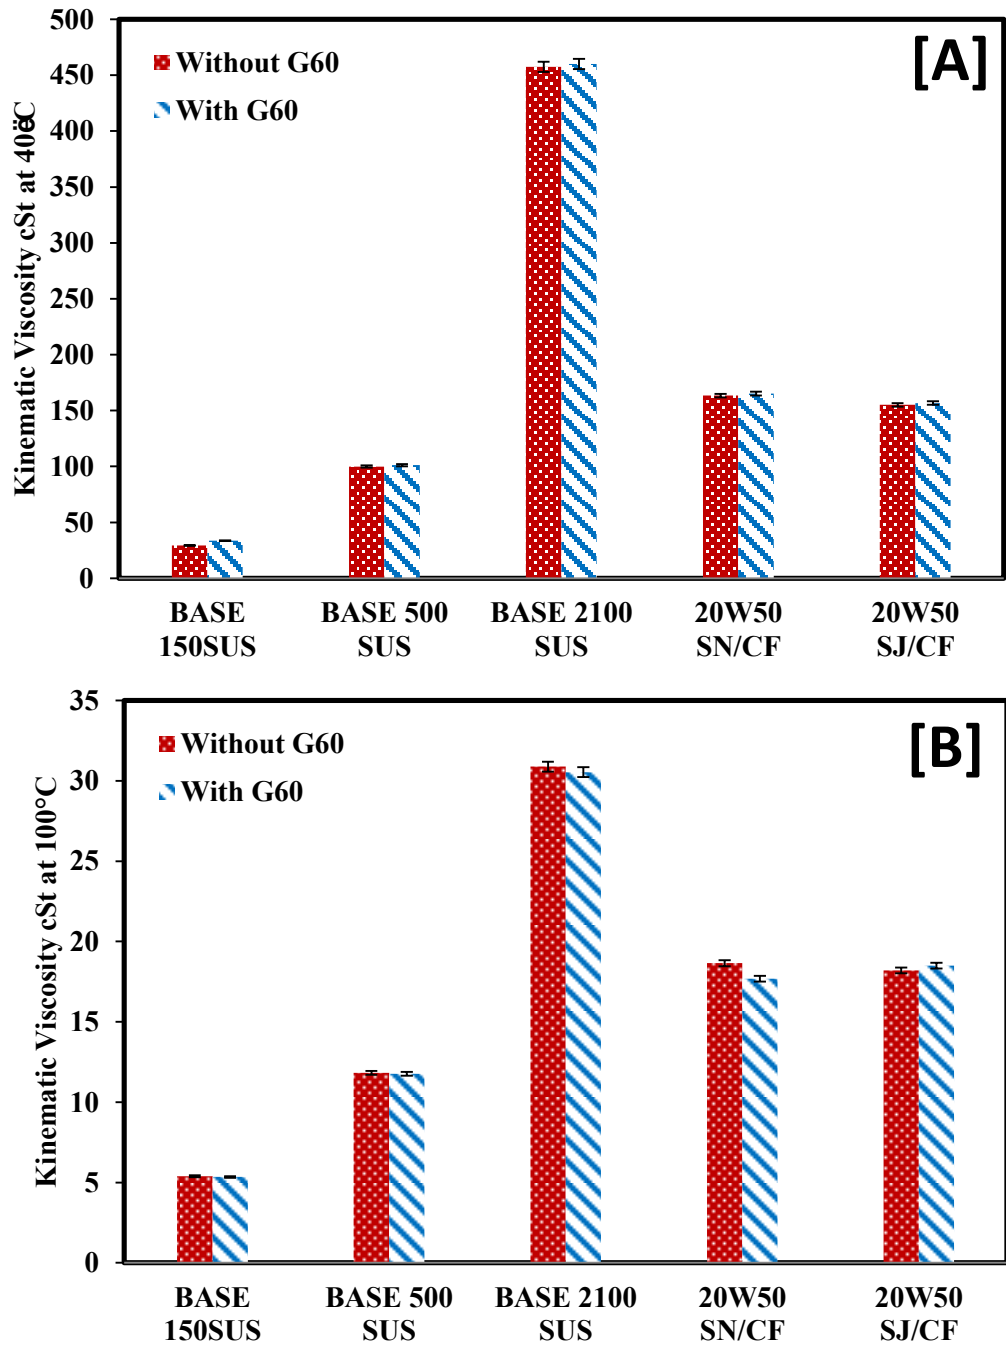 500
450
400
350
300
250
200
150
100
50
0
Kinematic Viscosity cSt at 40ëC
Without G60
With G60
[A]
BASE 150SUS
BASE 500 SUS
BASE 2100 SUS
20W50 SN/CF
20W50 SJ/CF
35
30
25
20
15
10
5
0
Kinematic Viscosity cSt at 100°C
Without G60
With G60
[B]
BASE 150SUS
BASE 500 SUS
BASE 2100 SUS
20W50 SN/CF
20W50 SJ/CF